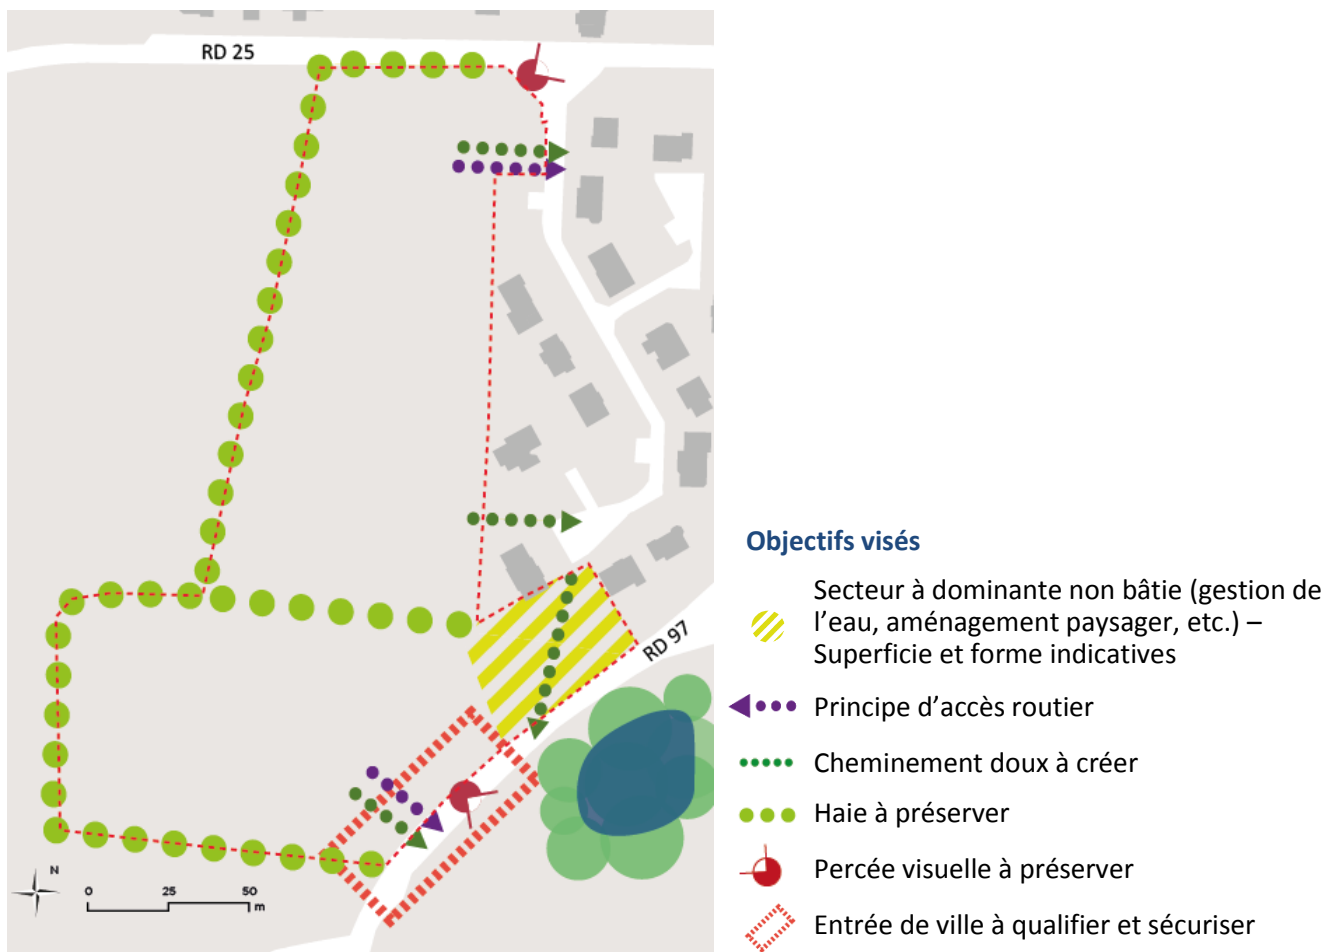 RD 25
RD 97
N
0 25 50
m
Objectifs visés
Secteur à dominante non bâtie (gestion de
l’eau, aménagement paysager, etc.) –
Superficie et forme indicatives
Principe d’accès routier
Cheminement doux à créer
Haie à préserver
Percée visuelle à préserver
Entrée de ville à qualifier et sécuriser